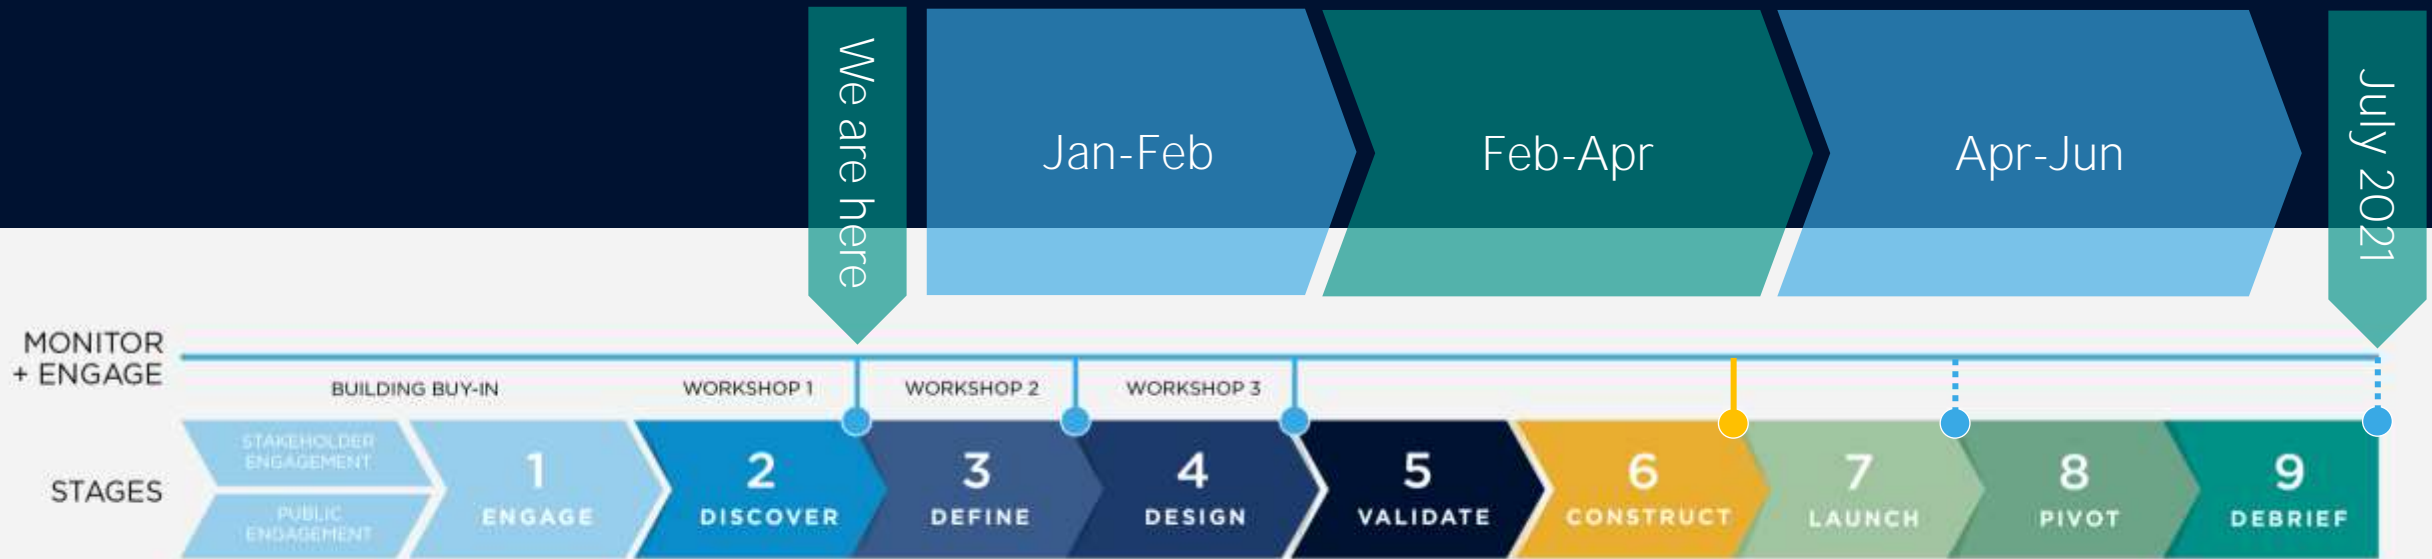 We are here
Jan-Feb
Feb-Apr
Apr-Jun
July 2021
MONITOR
+ ENGAGE
BUILDING BUY-IN
WORKSHOP 1
WORKSHOP 2
WORKSHOP 3
STAGES
STAKEHOLDER
ENGAGEMENT
PUBLIC
ENGAGEMENT
1
ENGAGE
2
DISCOVER
3
DEFINE
4
DESIGN
5
VALIDATE
6
CONSTRUCT
7
LAUNCH
8
PIVOT
9
DEBRIEF